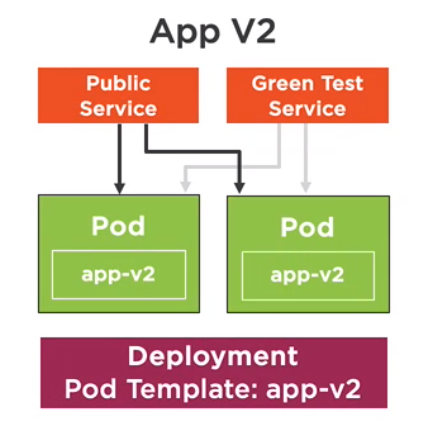 App V2
Public
Service
Green Test
Service
Pod
app-v2
Pod
app-v2
Deployment
Pod Template: app-v2